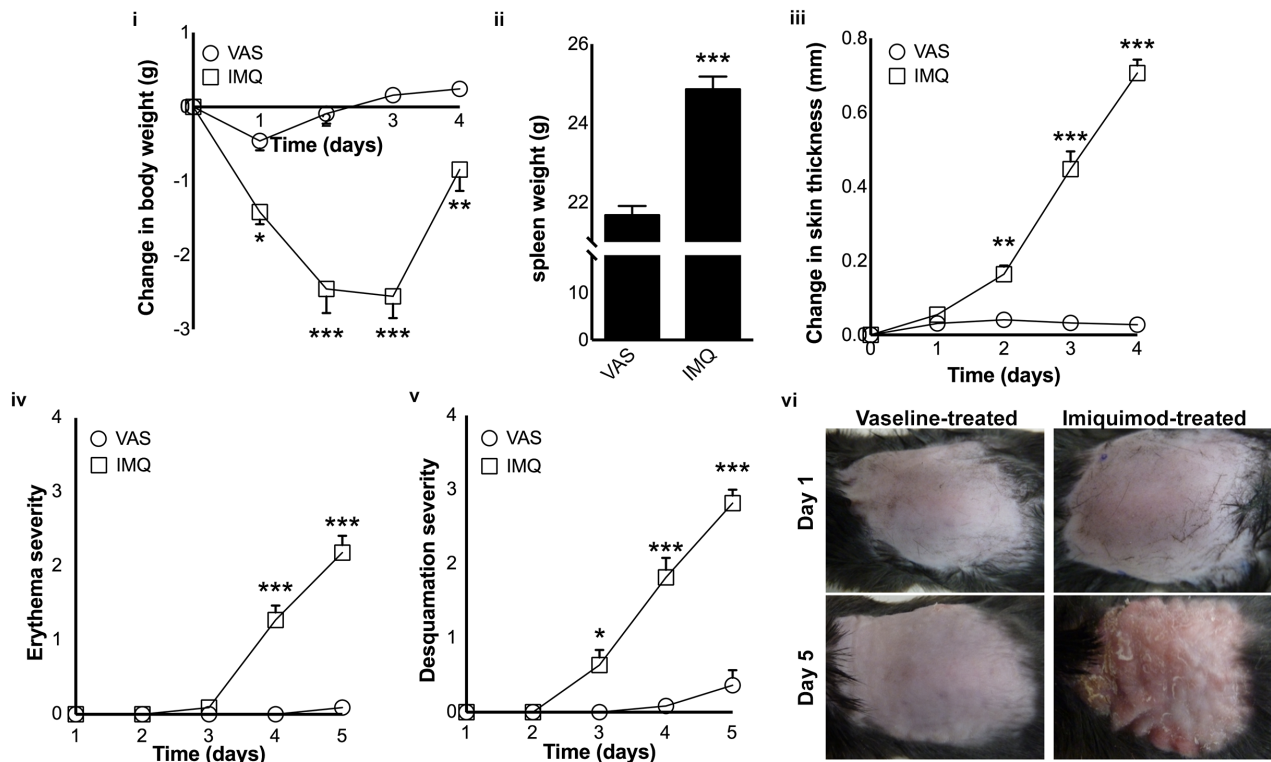 i
Change in body weight (g)
1
0
-1
-2
-3
VAS
IMQ
1 2 3 4
Time (days)
*
***
***
**
ii
spleen weight (g)
26
24
22
10
0
***
VAS
IMQ
iii
Change in skin thickness (mm)
0.8
0.6
0.4
0.2
0.0
VAS
IMQ
**
***
***
0 1 2 3 4
Time (days)
iv
Erythema severity
4
3
2
1
0
VAS
IMQ
***
***
1 2 3 4 5
Time (days)
v
Desquamation severity
4
3
2
1
0
VAS
IMQ
*
***
***
1 2 3 4 5
Time (days)
vi
Vaseline-treated
Imiquimod-treated
Day 1
Day 5